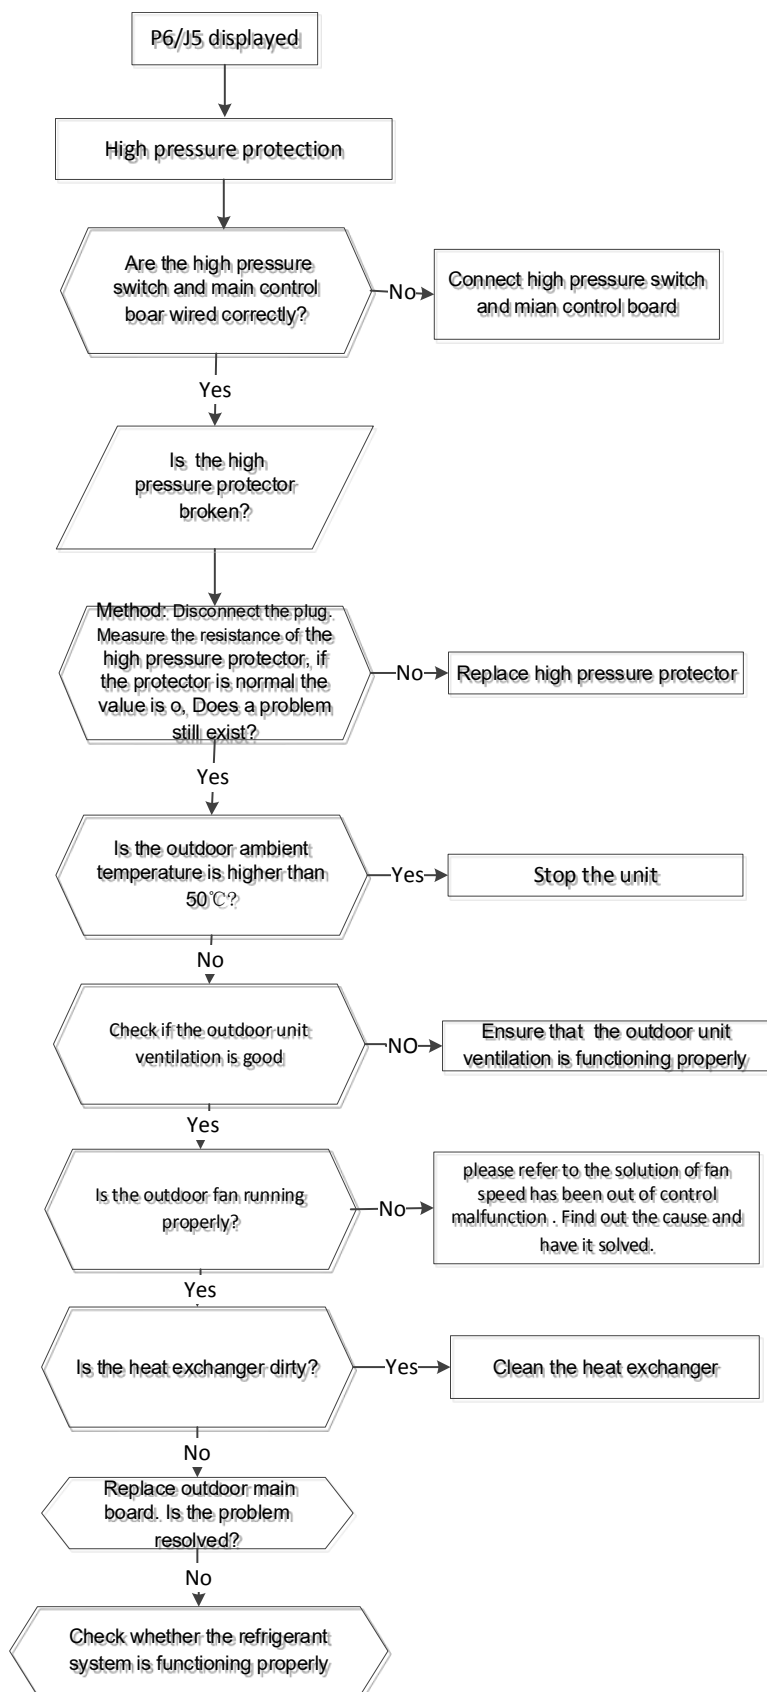 P6/J5 displayed
High pressure protection
Are the high pressure
switch and main control
boar wired correctly?
No
Connect high pressure switch
and mian control board
Yes
Is the high
pressure protector
broken?
Method: Disconnect the plug.
Measure the resistance of the
high pressure protector, if
the protector is normal the
value is o, Does a problem
still exist?
No
Replace high pressure protector
Yes
Is the outdoor ambient
temperature is higher than
50℃?
Yes
Stop the unit
No
Check if the outdoor unit
ventilation is good
NO
Ensure that the outdoor unit
ventilation is functioning properly
Yes
Is the outdoor fan running
properly?
No
please refer to the solution of fan
speed has been out of control
malfunction . Find out the cause and
have it solved.
Yes
Is the heat exchanger dirty?
Yes
Clean the heat exchanger
No
Replace outdoor main
board. Is the problem
resolved?
No
Check whether the refrigerant
system is functioning properly